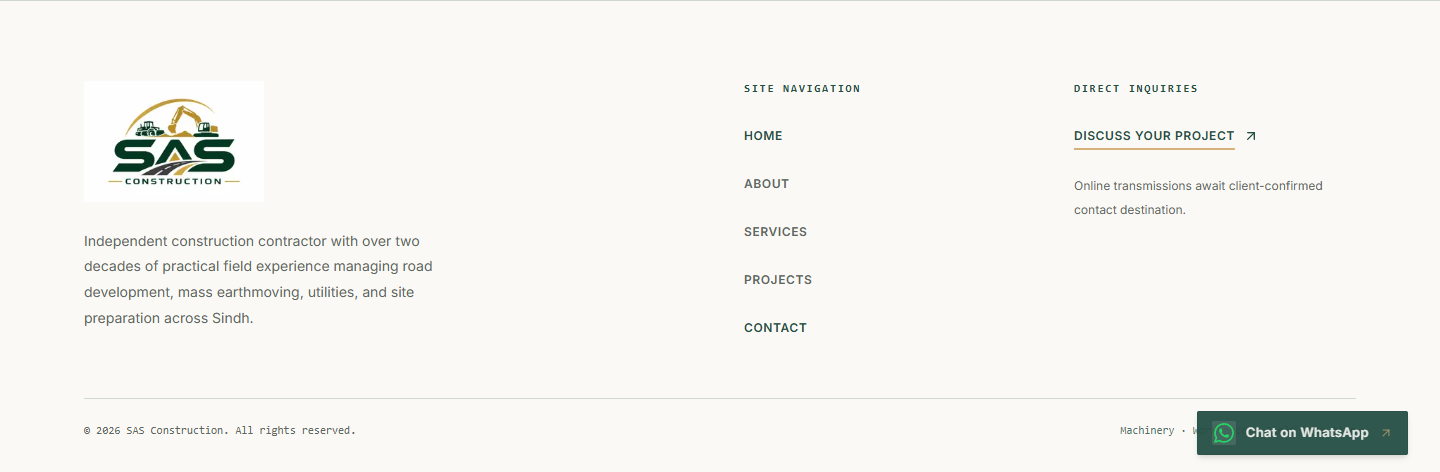 SAS
CONSTRUCTION
Independent construction contractor with over two
decades of practical field experience managing road
development, mass earthmoving, utilities, and site
preparation across Sindh.
SITE NAVIGATION
HOME
ABOUT
SERVICES
PROJECTS
CONTACT
DIRECT INQUIRIES
DISCUSS YOUR PROJECT
Online transmissions await client-confirmed
contact destination.
© 2026 SAS Construction. All rights reserved.
Machinery ·
Chat on WhatsApp